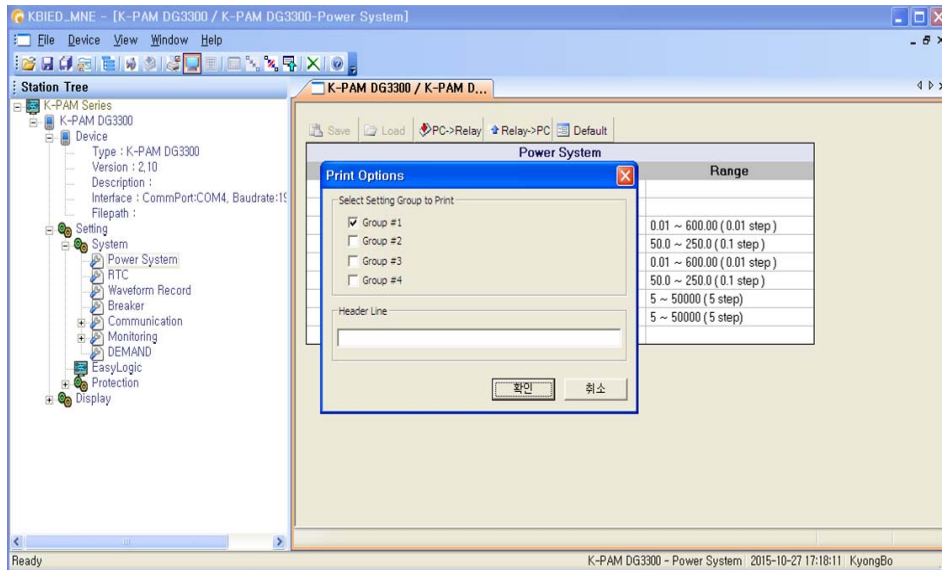 KBIED_MNE - [K-PAM DG3300 / K-PAM DG3300-Power System]
File Device View Window Help
Station Tree
K-PAM Series
K-PAM DG3300
Device
Type : K-PAM DG3300
Version : 2,10
Description :
Interface : CommPort:COM4, Baudrate:19
Filepath :
Setting
System
Power System
RTC
Waveform Record
Breaker
Communication
Monitoring
DEMAND
EasyLogic
Protection
Display
K-PAM DG3300 / K-PAM D...
Save Load PC->Relay Relay->PC Default
Power System
Range
0.01 ~ 600.00 ( 0.01 step )
50.0 ~ 250.0 ( 0.1 step )
0.01 ~ 600.00 ( 0.01 step )
50.0 ~ 250.0 ( 0.1 step )
5 ~ 50000 ( 5 step)
5 ~ 50000 ( 5 step)
Print Options
Select Setting Group to Print
Group #1
Group #2
Group #3
Group #4
Header Line
확인 취소
Ready
K-PAM DG3300 - Power System 2015-10-27 17:18:11 KyongBo